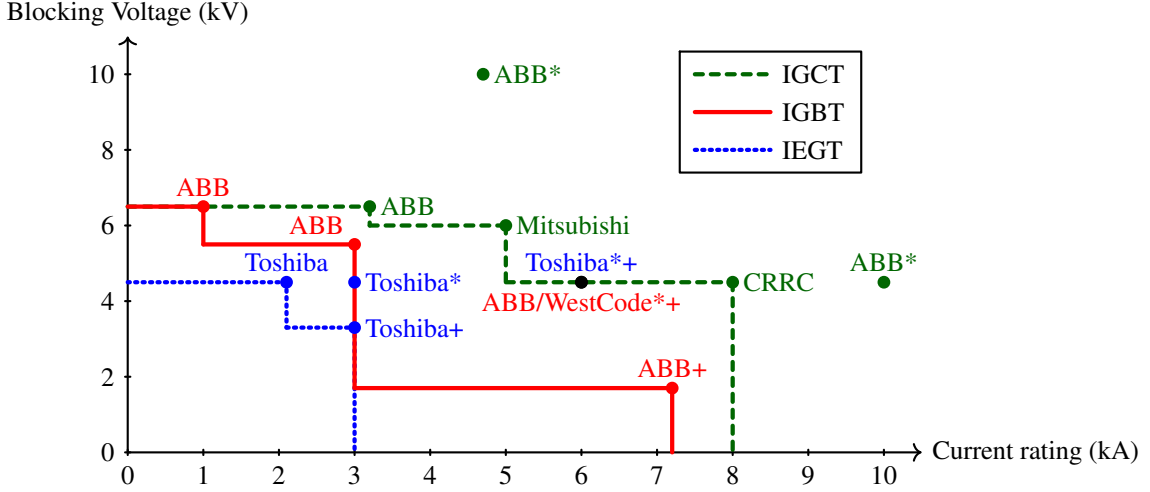 Blocking Voltage (kV)
10
ABB*
IGCT
IGBT
IEGT
8
ABB
ABB
6
ABB
Mitsubishi
Toshiba
Toshiba*
Toshiba*+
ABB/WestCode*+
CRRC
ABB*
4
Toshiba+
ABB+
2
0
Current rating (kA)
0 1 2 3 4 5 6 7 8 9 10